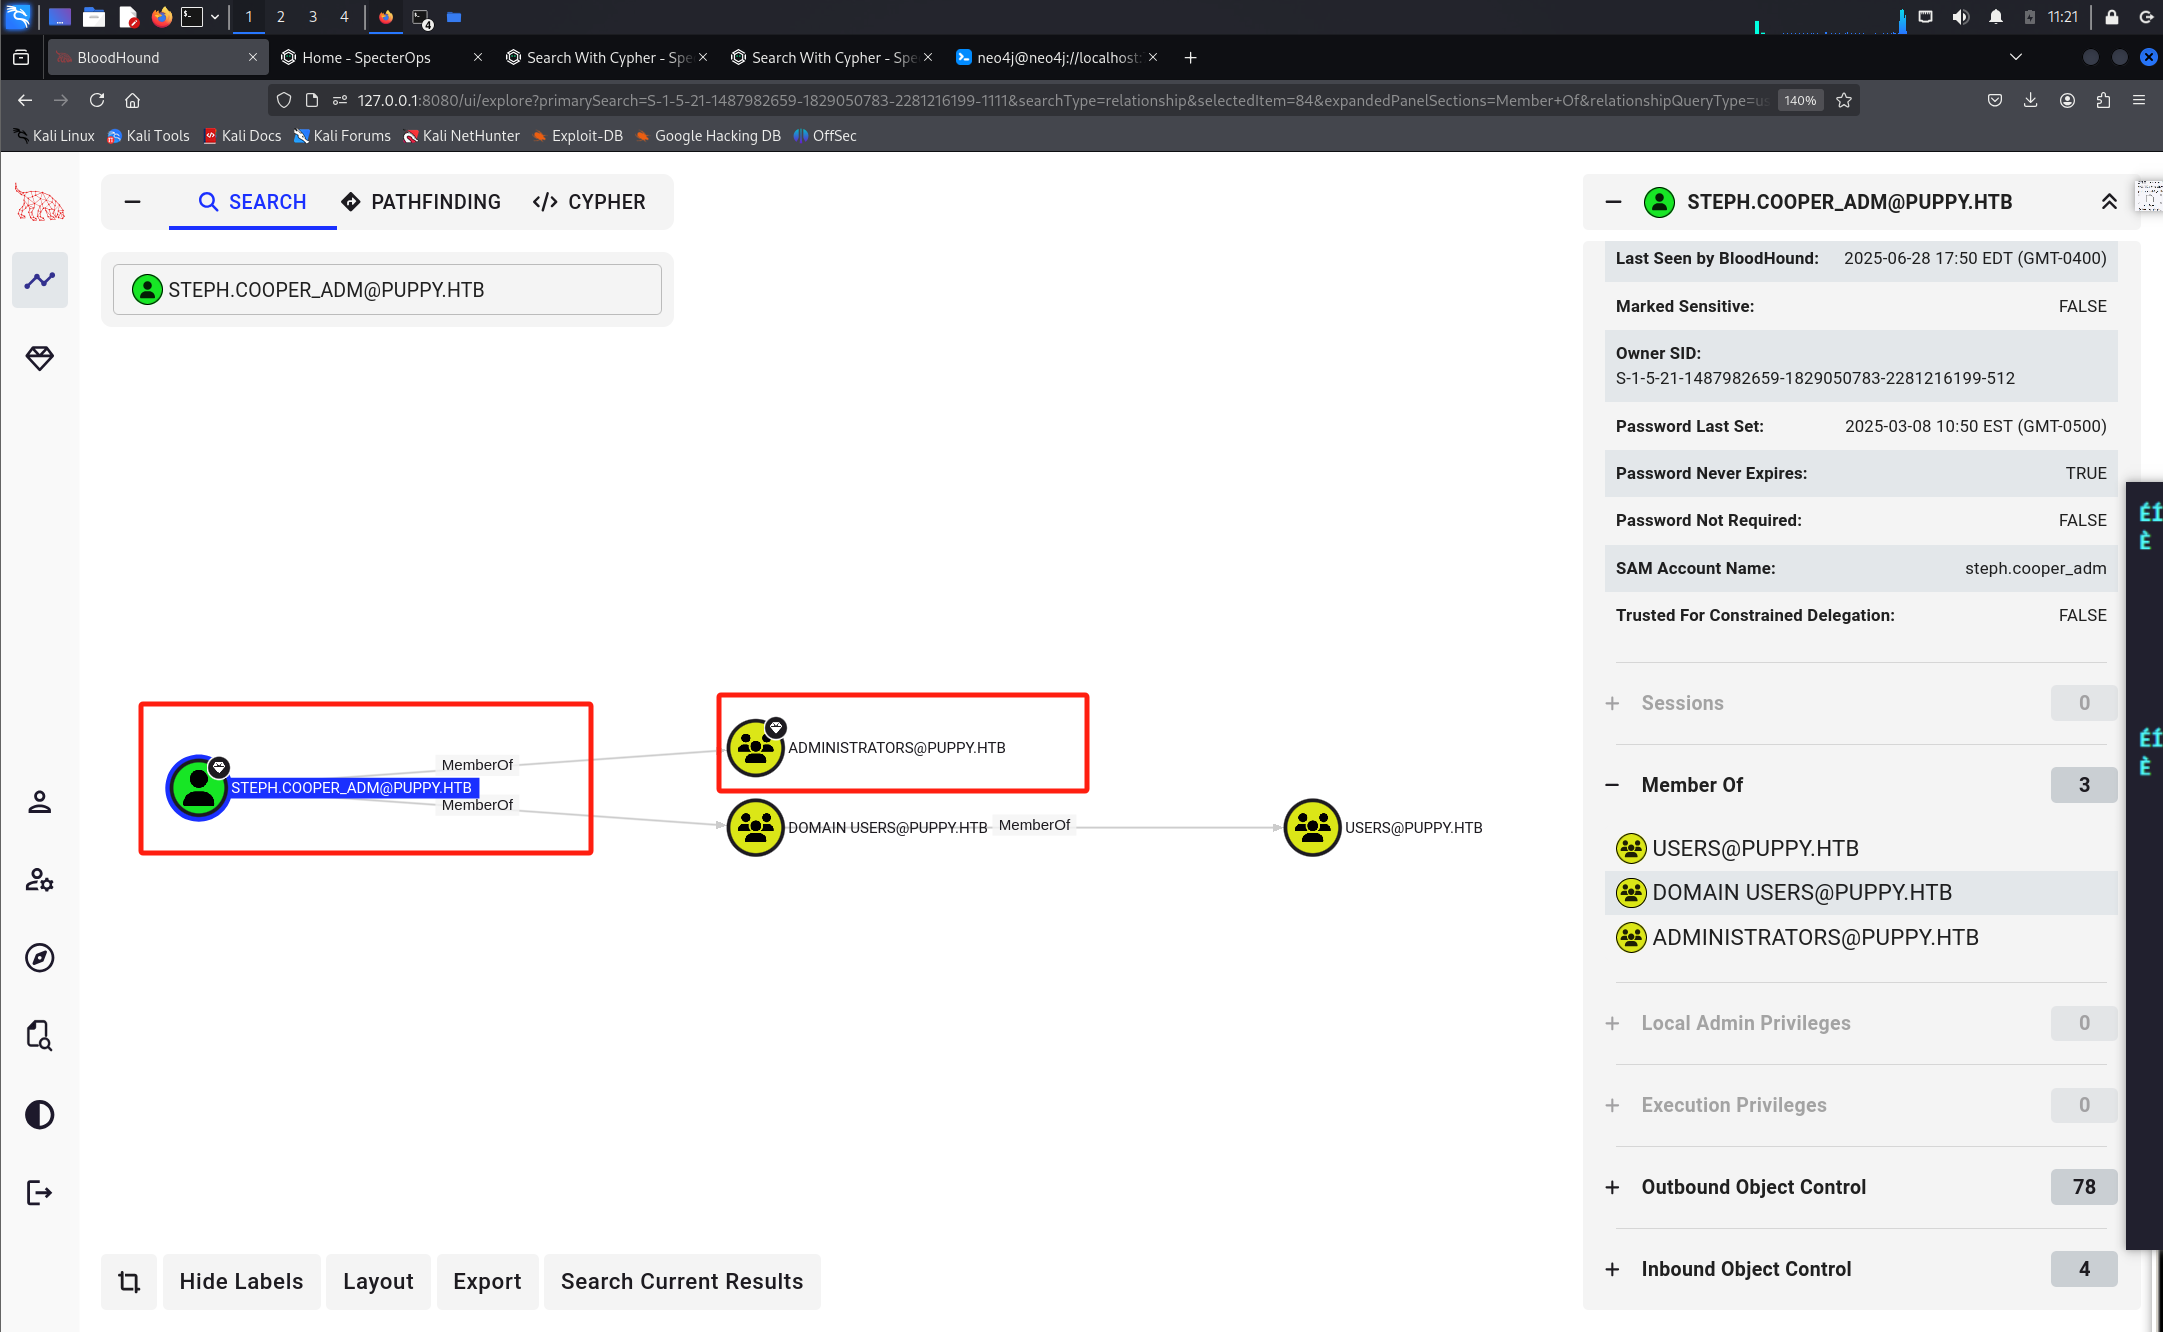 1 2 3 4 4 11:21
BloodHound Home - SpecterOps Search With Cypher - Spe Search With Cypher - Spe neo4j@neo4j://localhost:
127.0.0.1:8080/ui/explore?primarySearch=S-1-5-21-1487982659-1829050783-2281216199-1111&searchType=relationship&selectedItem=84&expandedPanelSections=Member+Of&relationshipQueryType=us 140%
Kali Linux Kali Tools Kali Docs Kali Forums Kali NetHunter Exploit-DB Google Hacking DB OffSec
SEARCH PATHFINDING </> CYPHER
STEPH.COOPER_ADM@PUPPY.HTB
MemberOf
STEPH.COOPER_ADM@PUPPY.HTB
MemberOf
ADMINISTRATORS@PUPPY.HTB
DOMAIN USERS@PUPPY.HTB MemberOf USERS@PUPPY.HTB
Hide Labels Layout Export Search Current Results
STEPH.COOPER_ADM@PUPPY.HTB
Last Seen by BloodHound: 2025-06-28 17:50 EDT (GMT-0400)
Marked Sensitive: FALSE
Owner SID:
S-1-5-21-1487982659-1829050783-2281216199-512
Password Last Set: 2025-03-08 10:50 EST (GMT-0500)
Password Never Expires: TRUE
Password Not Required: FALSE
SAM Account Name: steph.cooper_adm
Trusted For Constrained Delegation: FALSE
Sessions 0
Member Of 3
USERS@PUPPY.HTB
DOMAIN USERS@PUPPY.HTB
ADMINISTRATORS@PUPPY.HTB
Local Admin Privileges 0
Execution Privileges 0
Outbound Object Control 78
Inbound Object Control 4
ÉÍ
È
ÉÍ
È